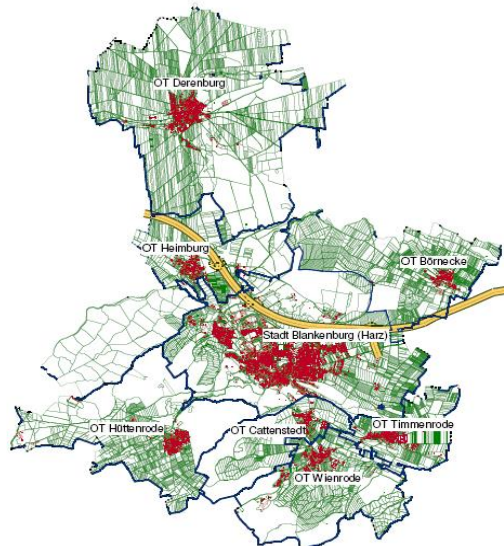 OT Derenburg
OT Heimburg
OT Börnecke
Stadt Blankenburg (Harz)
OT Hüttenrode
OT Cattenstedt
OT Timmenrode
OT Wienrode